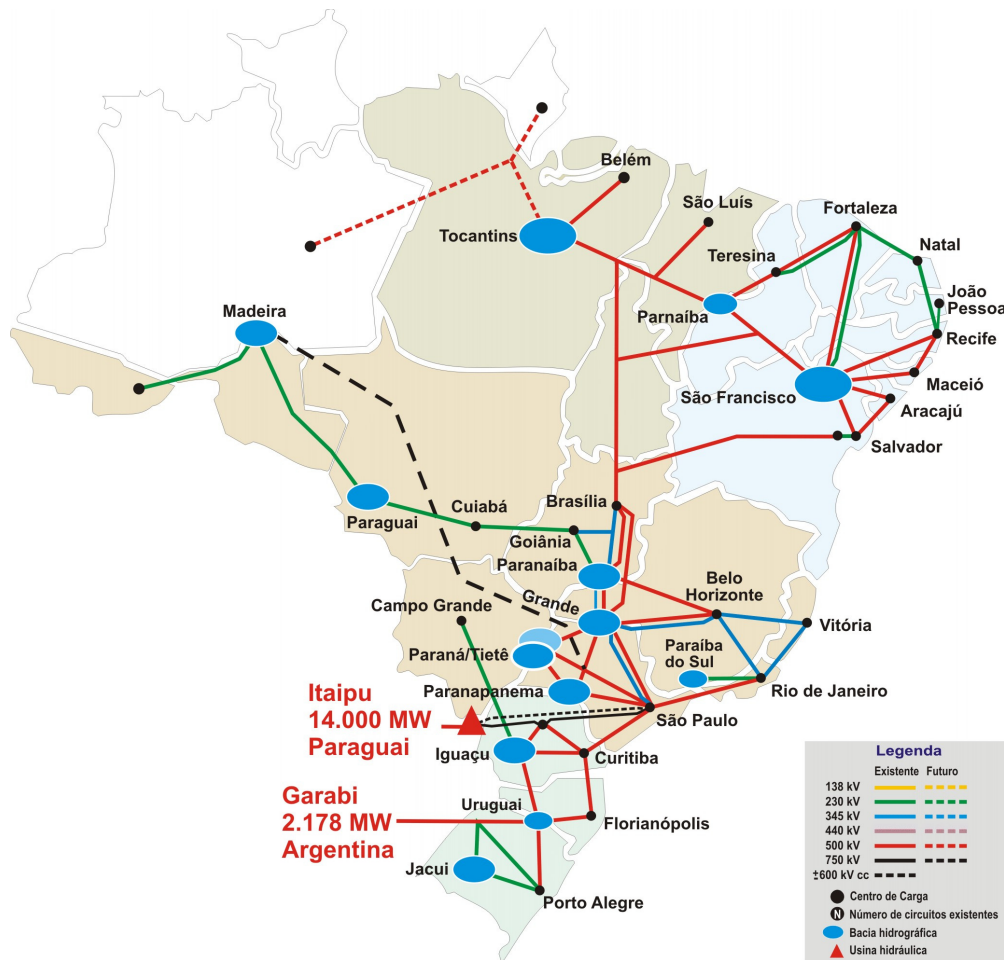 Belém
São Luís
Fortaleza
Tocantins
Teresina
Natal
João
Pessoa
Madeira
Parnaíba
Recife
São Francisco
Maceió
Aracajú
Salvador
Brasília
Cuiabá
Paraguai
Goiânia
Paranaíba
Belo
Horizonte
Grande
Campo Grande
Vitória
Paraíba
do Sul
Paraná/Tietê
Paranapanema
Rio de Janeiro
Itaipu
14.000 MW
Paraguai
São Paulo
Iguaçu
Curitiba
Garabi
2.178 MW
Argentina
Uruguai
Florianópolis
Jacui
Porto Alegre
Legenda
Existente Futuro
138 kV
230 kV
345 kV
440 kV
500 kV
750 kV
±600 kV cc
Centro de Carga
N Número de circuitos existentes
Bacia hidrográfica
Usina hidráulica